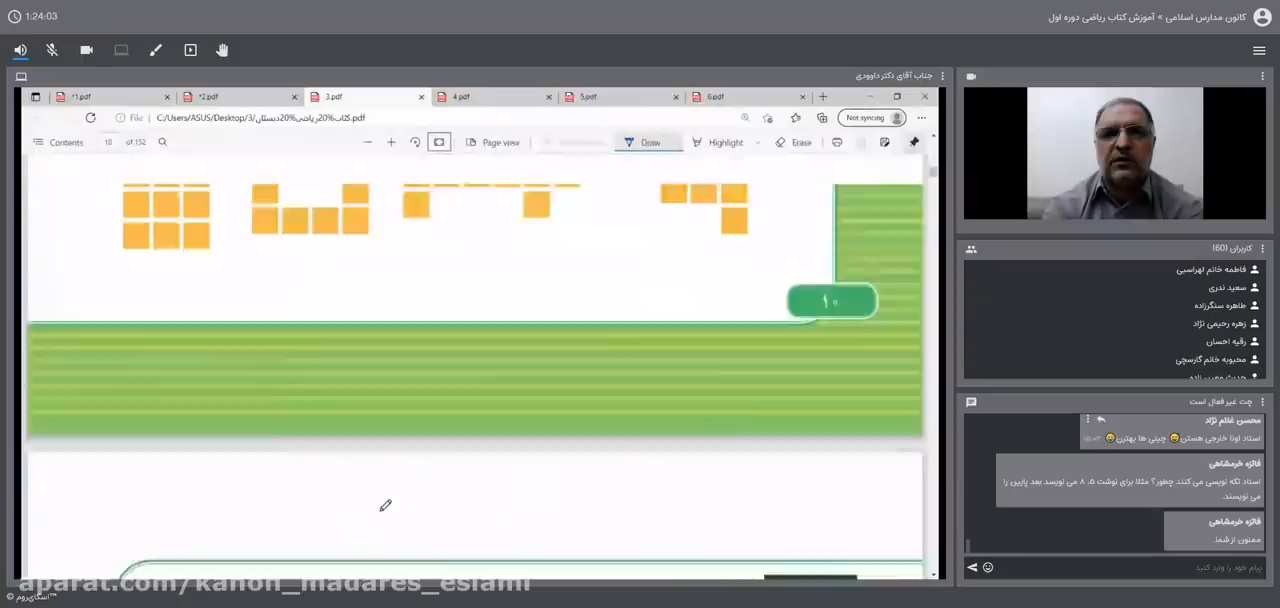 1:24:03
کانون مدارس اسلامی » آموزش کتاب ریاضی دوره اول
جناب آقای دکتر داوودی
*1.pdf
*2.pdf
3.pdf
4.pdf
5.pdf
6.pdf
File
C:/Users/ASUS/Desktop/3/کتاب%20ریاضی%20دبستان.pdf
Not syncing
Contents
10
of 152
Page view
Draw
Highlight
Erase
۱۰
کاربران (60)
فاطمه خانم لهراسبی
سعید ندری
طاهره سنگرزاده
زهره رحیمی نژاد
رقیه احسان
محبوبه خانم گارسچی
چت غیر فعال است
محسن غلام نژاد
استاد اونا خارجی هستن😄 چینی ها بهترن😄
۱۵:۰۳
فائزه خرمشاهی
استاد تکه نویسی می کنند چطور؟ مثلا برای نوشت ۵، ۸ می نویسد بعد پایین را
می نویسند.
فائزه خرمشاهی
ممنون از شما.
پیام خود را وارد کنید
aparat.com/kanon_madares_eslami
© اسکای‌روم™